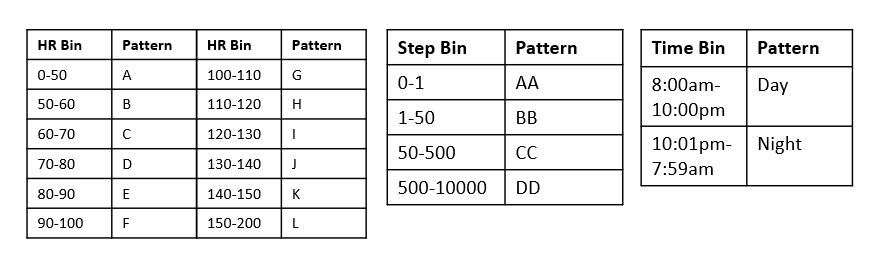 HR Bin Pattern HR Bin Pattern
0-50 A 100-110 G
50-60 B 110-120 H
60-70 C 120-130 I
70-80 D 130-140 J
80-90 E 140-150 K
90-100 F 150-200 L
Step Bin Pattern
0-1 AA
1-50 BB
50-500 CC
500-10000 DD
Time Bin Pattern
8:00am- Day
10:00pm
10:01pm- Night
7:59am